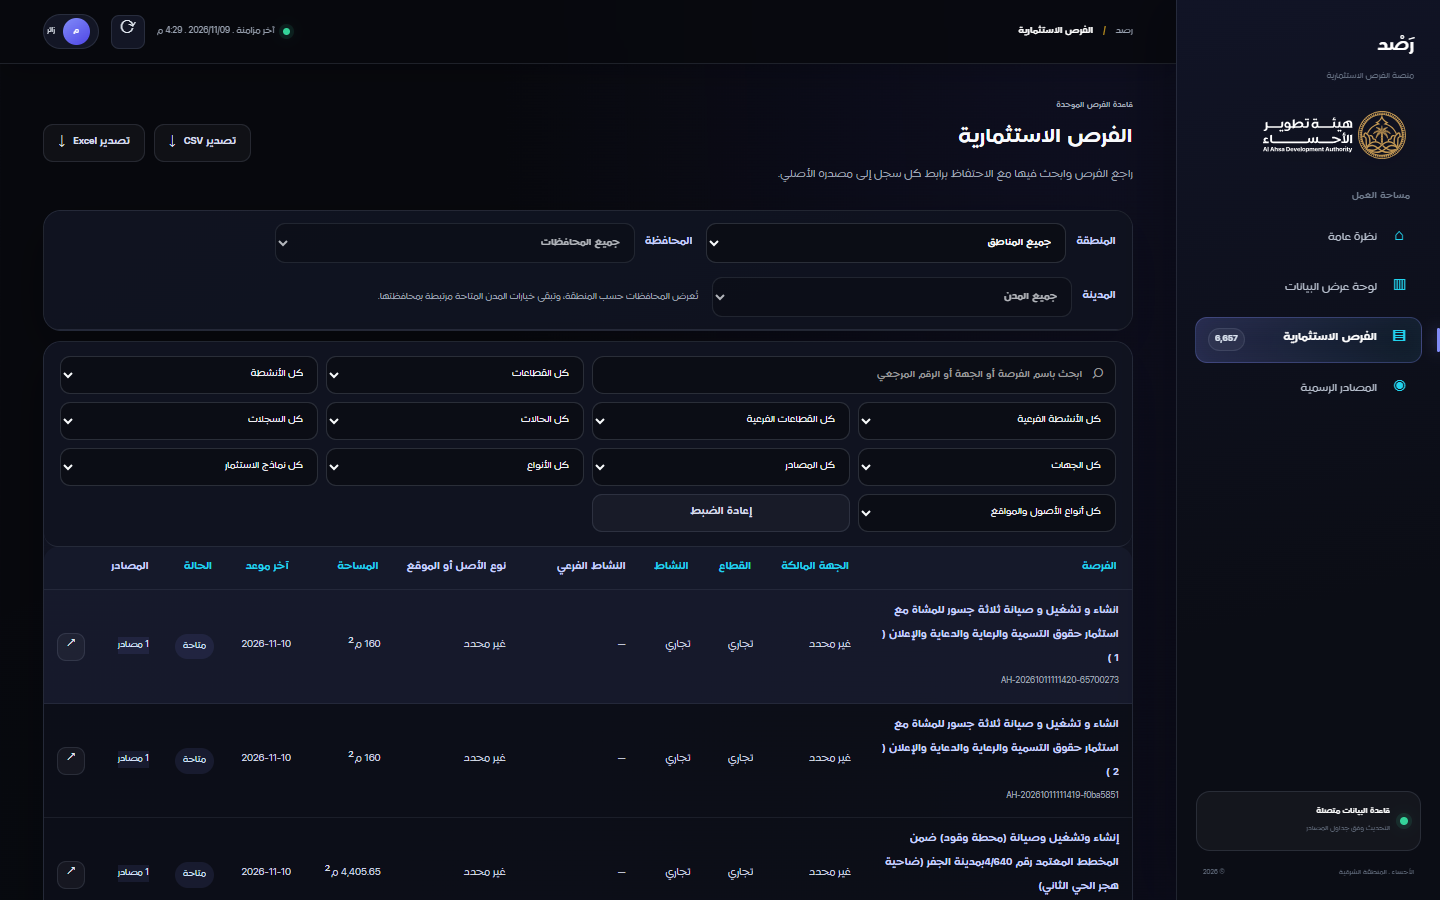 رَصْد
منصة الفرص الاستثمارية
هيئة تطوير
الأحساء
Al Ahsa Development Authority
مساحة العمل
نظرة عامة
لوحة عرض البيانات
الفرص الاستثمارية 6,657
المصادر الرسمية
قاعدة البيانات متصلة
التحديث وفق جداول المصادر
الأحساء . المنطقة الشرقية
© 2026
رصد / الفرص الاستثمارية
آخر مزامنة . 2026/11/09 . 4:29 م
م
زائر
قاعدة الفرص الموحدة
الفرص الاستثمارية
راجع الفرص وابحث فيها مع الاحتفاظ برابط كل سجل إلى مصدره الأصلي.
تصدير CSV ↓
تصدير Excel ↓
المنطقة جميع المناطق المحافظة جميع المحافظات
المدينة جميع المدن تُعرض المحافظات حسب المنطقة، وتبقى خيارات المدن المتاحة مرتبطة بمحافظتها.
ابحث باسم الفرصة أو الجهة أو الرقم المرجعي كل القطاعات كل الأنشطة
كل الأنشطة الفرعية كل القطاعات الفرعية كل الحالات كل السجلات
كل الجهات كل المصادر كل الأنواع كل نماذج الاستثمار
كل أنواع الأصول والمواقع إعادة الضبط
الفرصة الجهة المالكة القطاع النشاط النشاط الفرعي نوع الأصل أو الموقع المساحة آخر موعد الحالة المصادر
انشاء و تشغيل و صيانة ثلاثة جسور للمشاة مع
استثمار حقوق التسمية والرعاية والدعاية والإعلان (
1 )
AH-20261011111420-65700273
غير محدد تجاري تجاري — غير محدد 160 م² 2026-11-10 متاحة 1 مصادر ↗
انشاء و تشغيل و صيانة ثلاثة جسور للمشاة مع
استثمار حقوق التسمية والرعاية والدعاية والإعلان (
2 )
AH-20261011111419-f0ba5851
غير محدد تجاري تجاري — غير محدد 160 م² 2026-11-10 متاحة 1 مصادر ↗
إنشاء وتشغيل وصيانة (محطة وقود) ضمن
المخطط المعتمد رقم 4/640بمدينة الجفر (ضاحية
هجر الحي الثاني)
غير محدد تجاري تجاري — غير محدد 4,405.65 م² 2026-11-10 متاحة 1 مصادر ↗